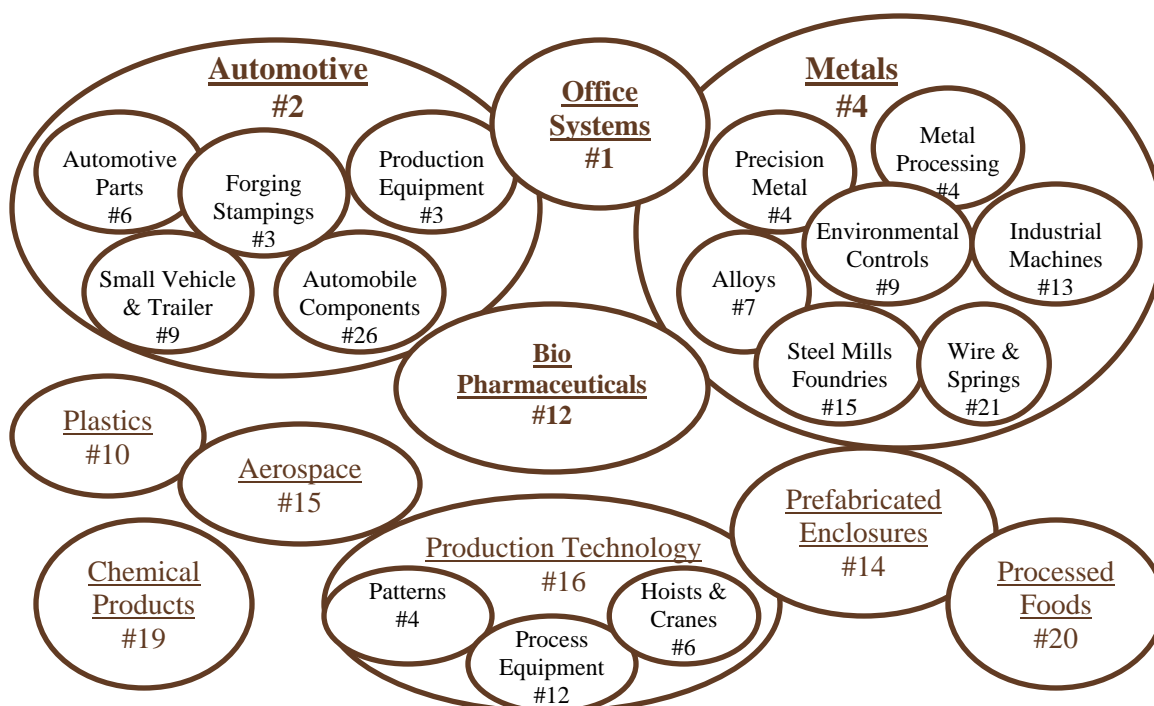 Automotive
#2
Automotive
Parts
#6
Forging
Stampings
#3
Production
Equipment
#3
Small Vehicle
& Trailer
#9
Automobile
Components
#26
Office
Systems
#1
Metals
#4
Precision
Metal
#4
Metal
Processing
#4
Environmental
Controls
#9
Industrial
Machines
#13
Alloys
#7
Steel Mills
Foundries
#15
Wire &
Springs
#21
Bio
Pharmaceuticals
#12
Plastics
#10
Aerospace
#15
Chemical
Products
#19
Production Technology
#16
Patterns
#4
Process
Equipment
#12
Hoists &
Cranes
#6
Prefabricated
Enclosures
#14
Processed
Foods
#20